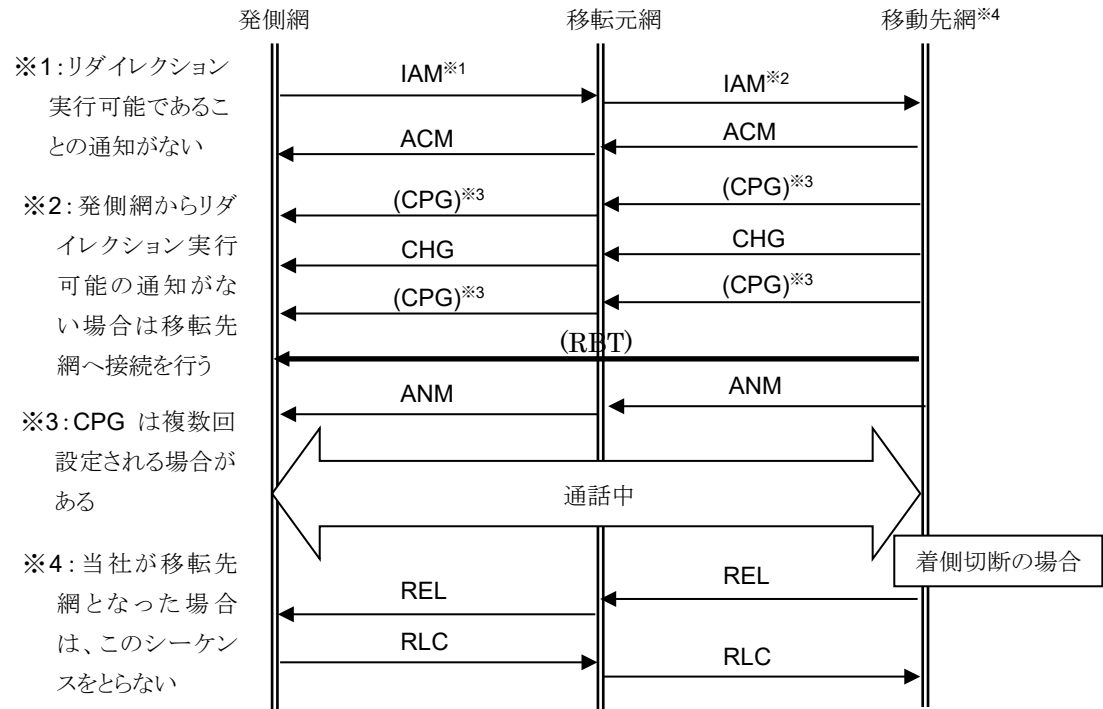 発側網
移転元網
移動先網※4
※1：リダイレクション
実行可能であるこ
との通知がない
※2：発側網からリダ
イレクション実行
可能の通知がな
い場合は移転先
網へ接続を行う
※3：CPG は複数回
設定される場合が
ある
※4：当社が移転先
網となった場合
は、このシーケン
スをとらない
IAM※1
IAM※2
ACM
ACM
(CPG)※3
(CPG)※3
CHG
CHG
(CPG)※3
(CPG)※3
(RBT)
ANM
ANM
通話中
着側切断の場合
REL
REL
RLC
RLC